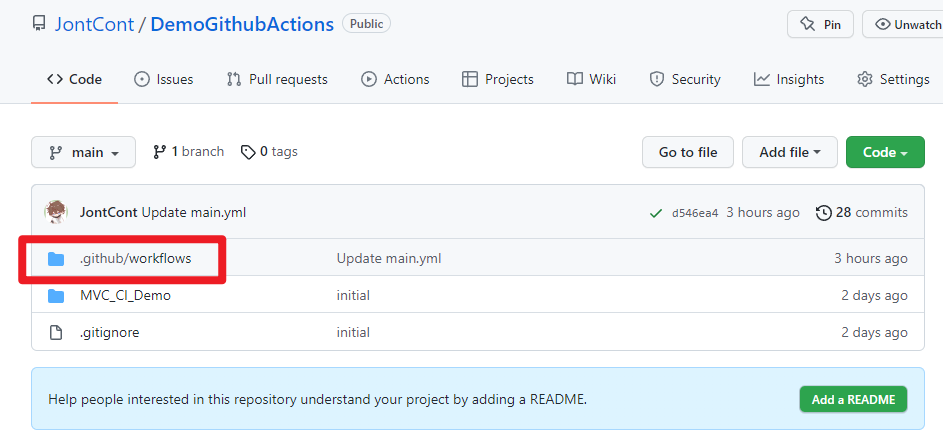 JontCont / DemoGithubActions Public Pin Unwatch
Code Issues Pull requests Actions Projects Wiki Security Insights Settings
main 1 branch 0 tags Go to file Add file Code
JontCont Update main.yml d546ea4 3 hours ago 28 commits
.github/workflows Update main.yml 3 hours ago
MVC_CI_Demo initial 2 days ago
.gitignore initial 2 days ago
Help people interested in this repository understand your project by adding a README. Add a README